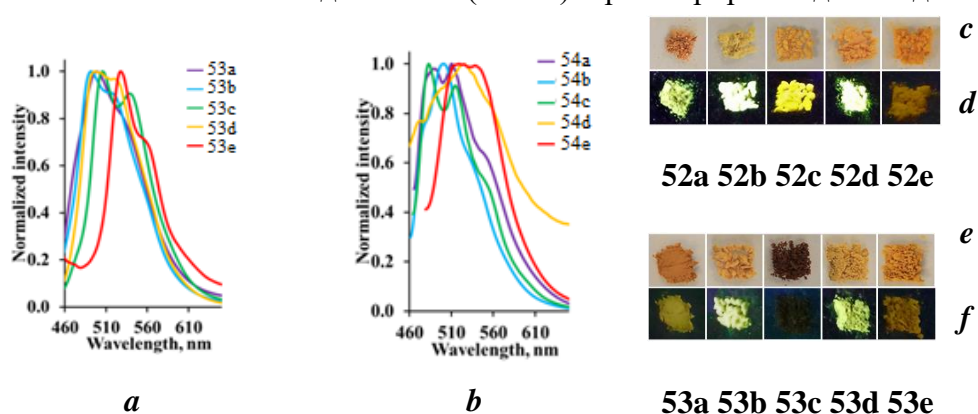 Normalized intensity
1.0
0.8
0.6
0.4
0.2
0.0
460 510 560 610
Wavelength, nm
53a
53b
53c
53d
53e
a
Normalized intensity
1.0
0.8
0.6
0.4
0.2
0.0
460 510 560 610
Wavelength, nm
54a
54b
54c
54d
54e
b
c
d
52a 52b 52c 52d 52e
e
f
53a 53b 53c 53d 53e